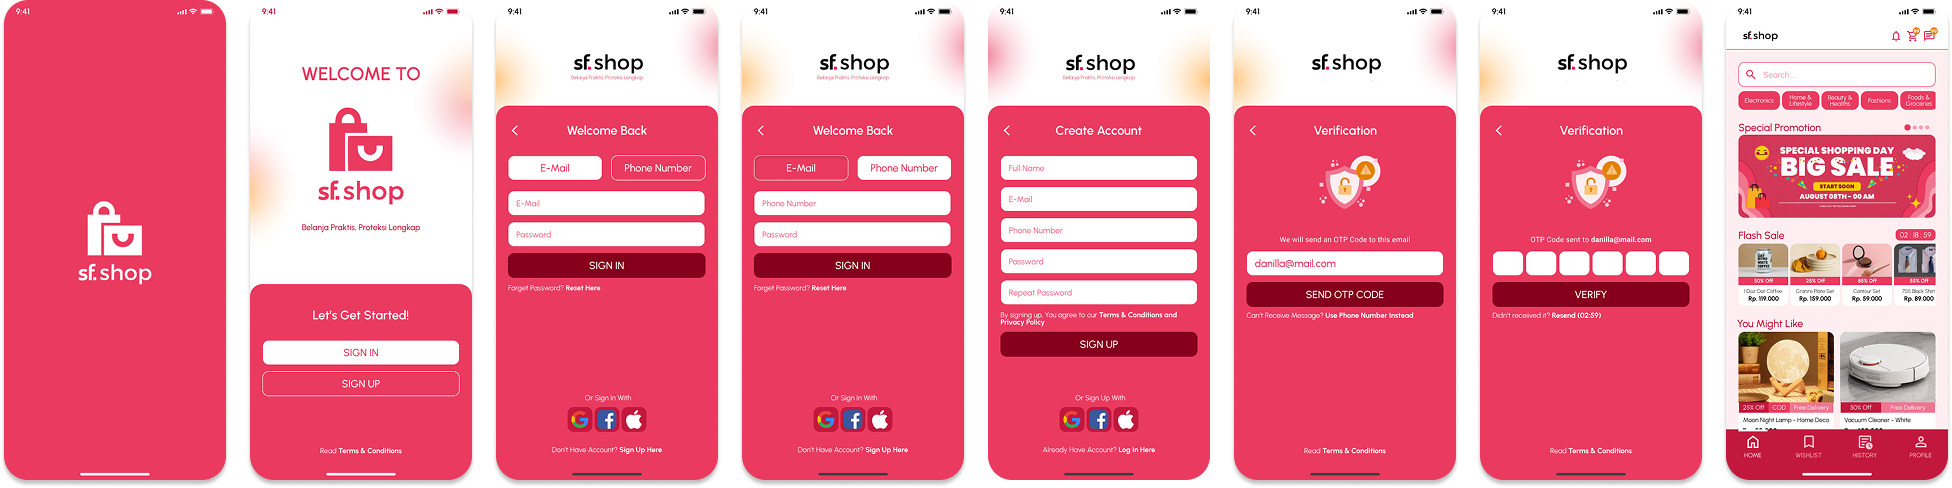 9:41
sf.shop
9:41
WELCOME TO
sf.shop
Belanja Praktis, Proteksi Lengkap
Let's Get Started!
SIGN IN
SIGN UP
Read Terms & Conditions
9:41
sf.shop
Belanja Praktis, Proteks Lengkap
Welcome Back
E-Mail
Phone Number
E-Mail
Password
SIGN IN
Forget Password? Reset Here
Or Sign In With
Don't Have Account? Sign Up Here
9:41
sf.shop
Belanja Praktis, Proteks Lengkap
Welcome Back
E-Mail
Phone Number
Phone Number
Password
SIGN IN
Forget Password? Reset Here
Or Sign In With
Don't Have Account? Sign Up Here
9:41
sf.shop
Belanja Praktis, Proteks Lengkap
Create Account
Full Name
E-Mail
Phone Number
Password
Repeat Password
By signing up. You agree to our Terms & Conditions and
Privacy Policy
SIGN UP
Or Sign Up With
Already Have Account? Log In Here
9:41
sf.shop
Verification
We will send an OTP Code to this email
danilla@mail.com
SEND OTP CODE
Can't Receive Message? Use Phone Number Instead
Read Terms & Conditions
9:41
sf.shop
Verification
OTP Code sent to danilla@mail.com
VERIFY
Didn't received it? Resend (02:59)
Read Terms & Conditions
9:41
sf.shop
Search...
Electronics
Home &
Lifestyle
Beauty &
Healths
Fashions
Foods &
Groceries
Special Promotion
SPECIAL SHOPPING DAY
BIG SALE
START SOON
AUGUST 08TH - 00 AM
Flash Sale
02 : 18 : 59
50% Off
25% Off
85% Off
55% Off
1 Doz Oat Coffee
Rp. 119.000
Granite Plate Set
Rp. 159.000
Contour Set
Rp. 59.000
70S Black Shirt
Rp. 89.000
You Might Like
25% Off
COD
Free Delivery
Moon Night Lamp - Home Deco
50% Off
Free Delivery
Vacuum Cleaner - White
HOME
WISHLIST
HISTORY
PROFILE